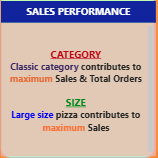 SALES PERFORMANCE
CATEGORY
Classic category contributes to
maximum Sales & Total Orders
SIZE
Large size pizza contributes to
maximum Sales